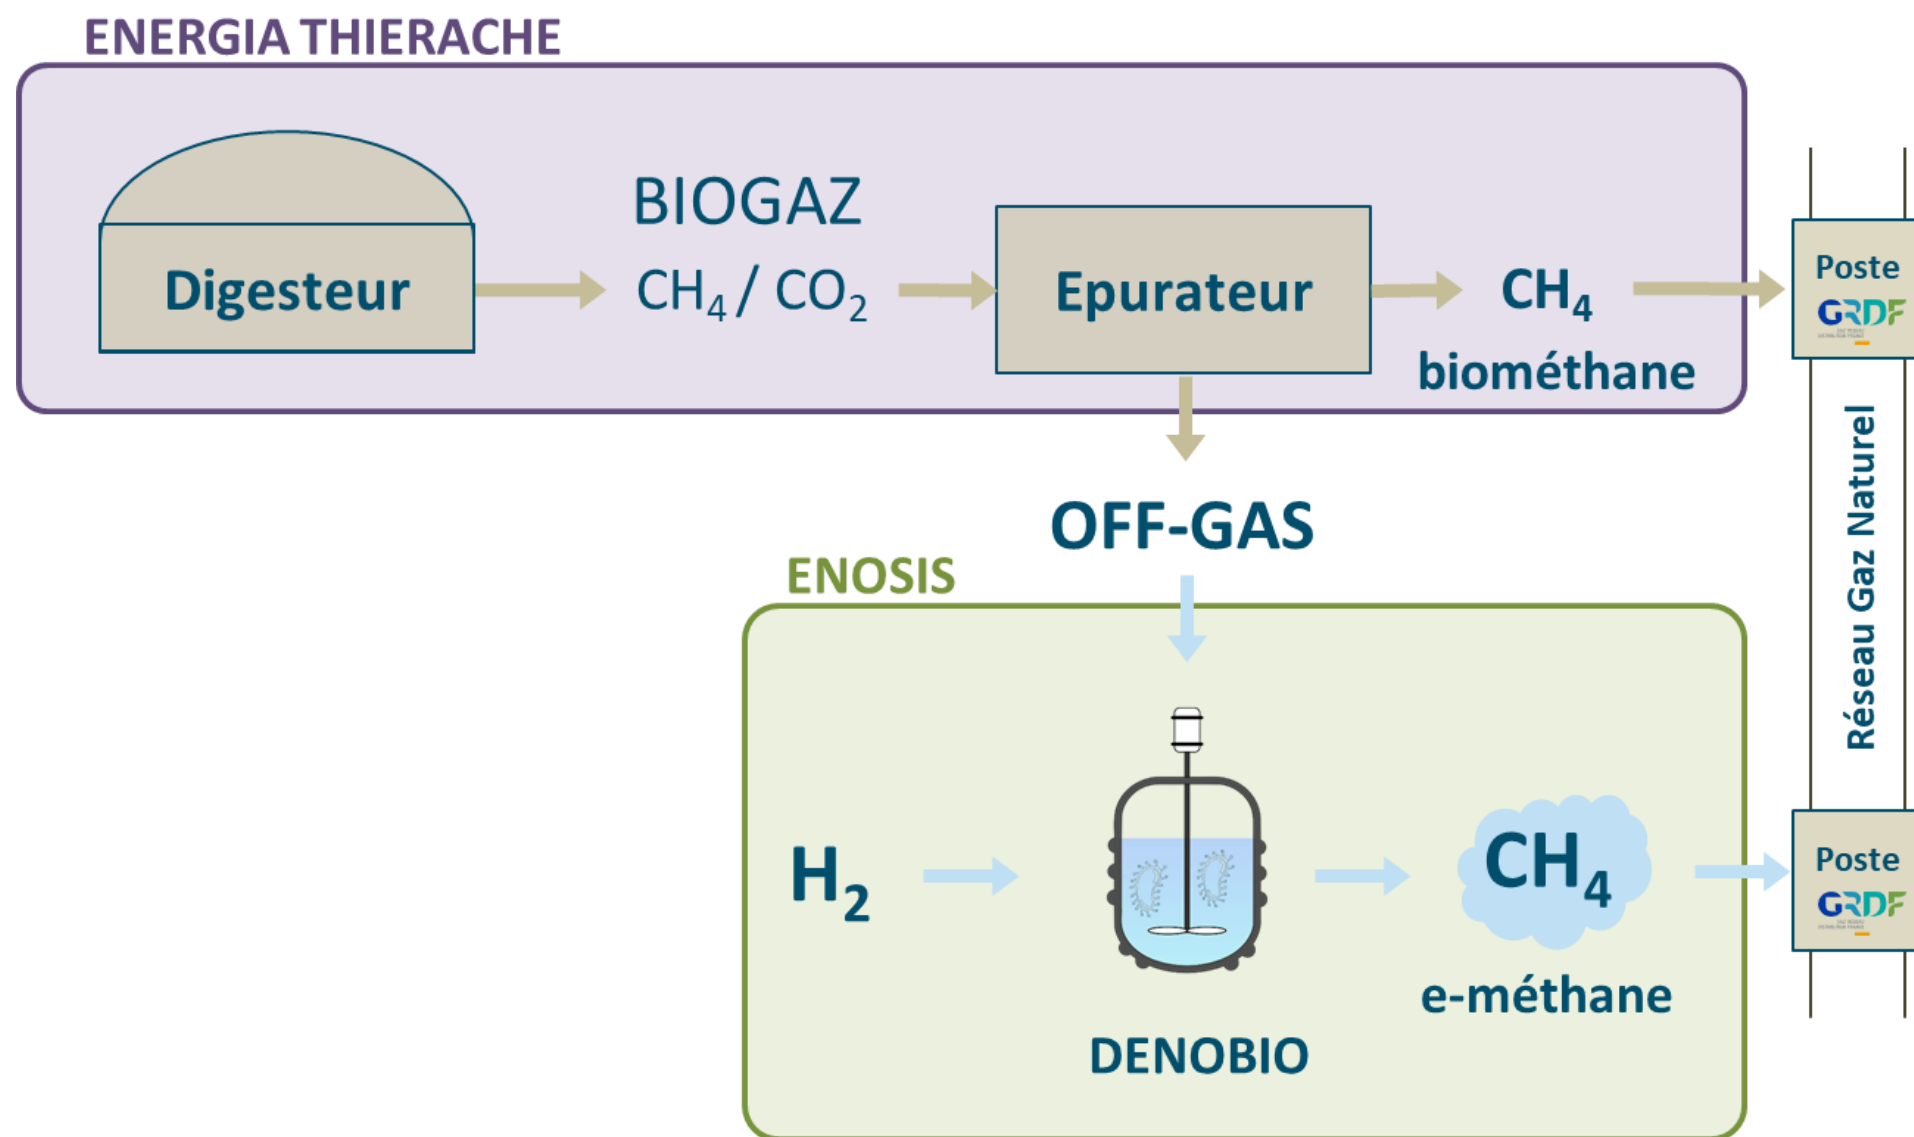 ENERGIA THIERACHE
BIOGAZ
Digesteur
CH₄ / CO₂
Epurateur
CH₄
biométhane
Poste
GRDF
OFF-GAS
Réseau Gaz Naturel
ENOSIS
H₂
CH₄
e-méthane
DENOBIO
Poste
GRDF